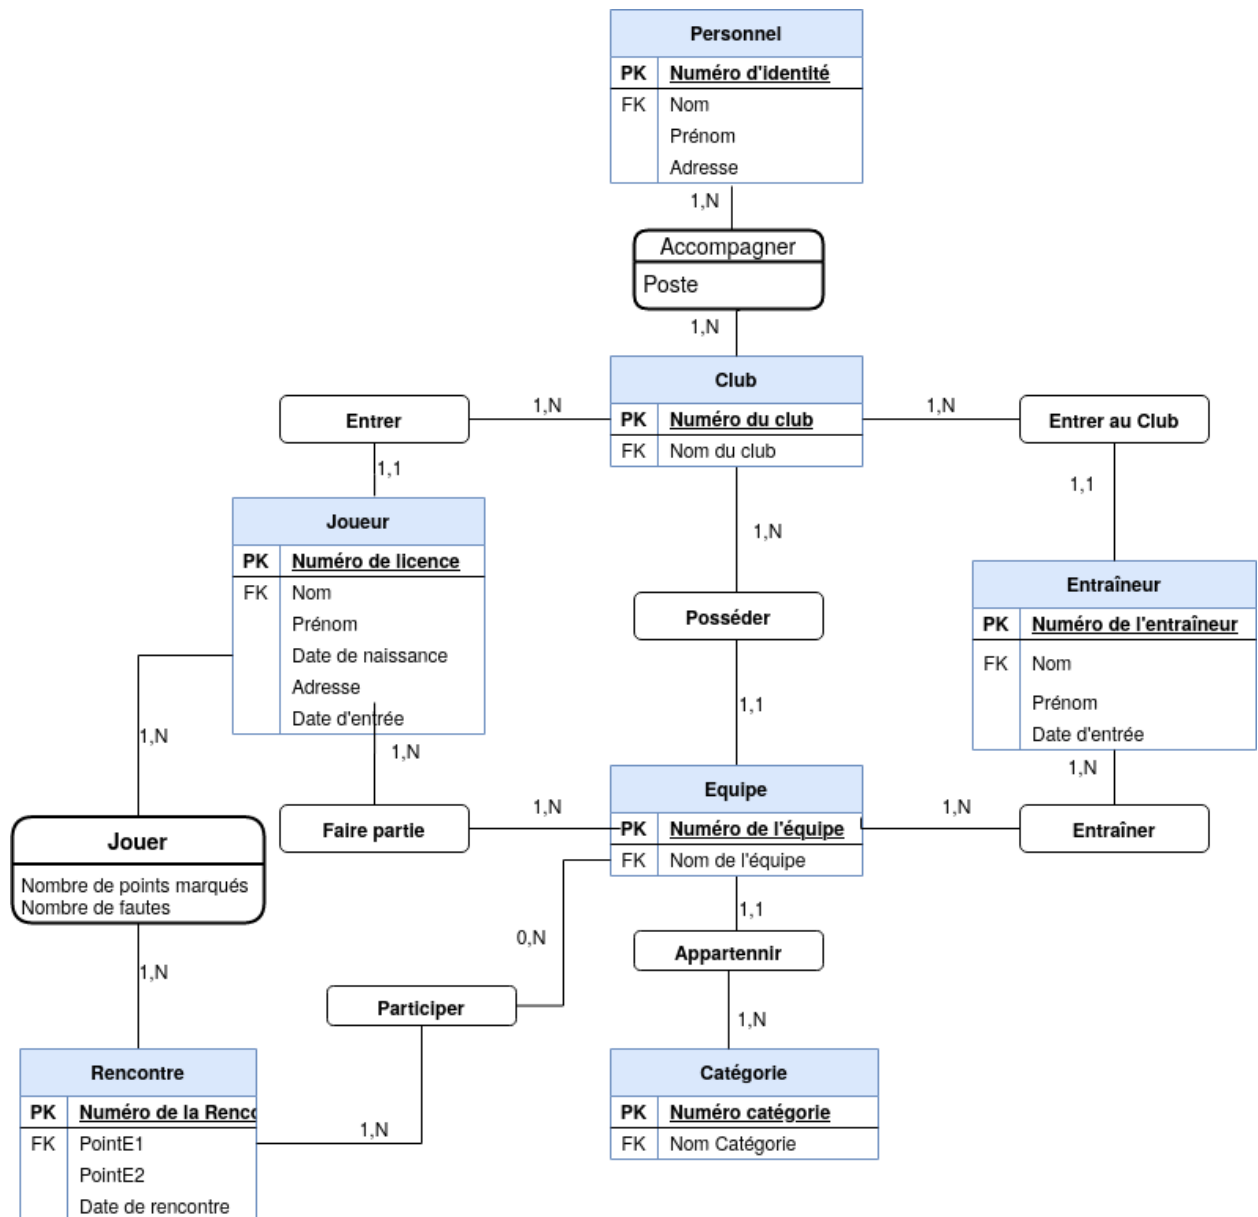 Personnel
PK Numéro d'identité
FK Nom
Prénom
Adresse
1,N
Accompagner
Poste
1,N
Club
PK Numéro du club
FK Nom du club
Entrer
1,N
1,N
Entrer au Club
1,1
1,1
Joueur
PK Numéro de licence
FK Nom
Prénom
Date de naissance
Adresse
Date d'entrée
1,N
Posséder
1,1
Entraîneur
PK Numéro de l'entraîneur
FK Nom
Prénom
Date d'entrée
1,N
1,N
1,N
Jouer
Nombre de points marqués
Nombre de fautes
Faire partie
1,N
Equipe
PK Numéro de l'équipe
FK Nom de l'équipe
1,N
Entraîner
1,1
0,N
Appartennir
1,N
Participer
1,N
Rencontre
PK Numéro de la Renco
FK PointE1
PointE2
Date de rencontre
1,N
Catégorie
PK Numéro catégorie
FK Nom Catégorie